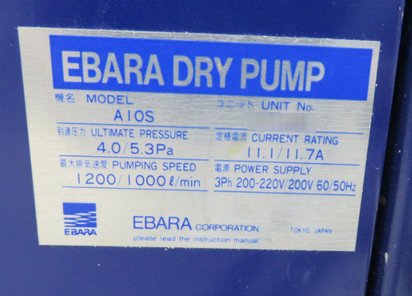 EBARA DRY PUMP
機名 MODEL
A10S
ユニット UNIT No.
到達圧力 ULTIMATE PRESSURE
4.0/5.3Pa
定格電流 CURRENT RATING
11.1/11.7A
最大排気速度 PUMPING SPEED
1200/1000ℓ/min
電源 POWER SUPPLY
3Ph 200-220V/200V 60/50Hz
EBARA
EBARA CORPORATION
TOKYO JAPAN
please read the instruction manual